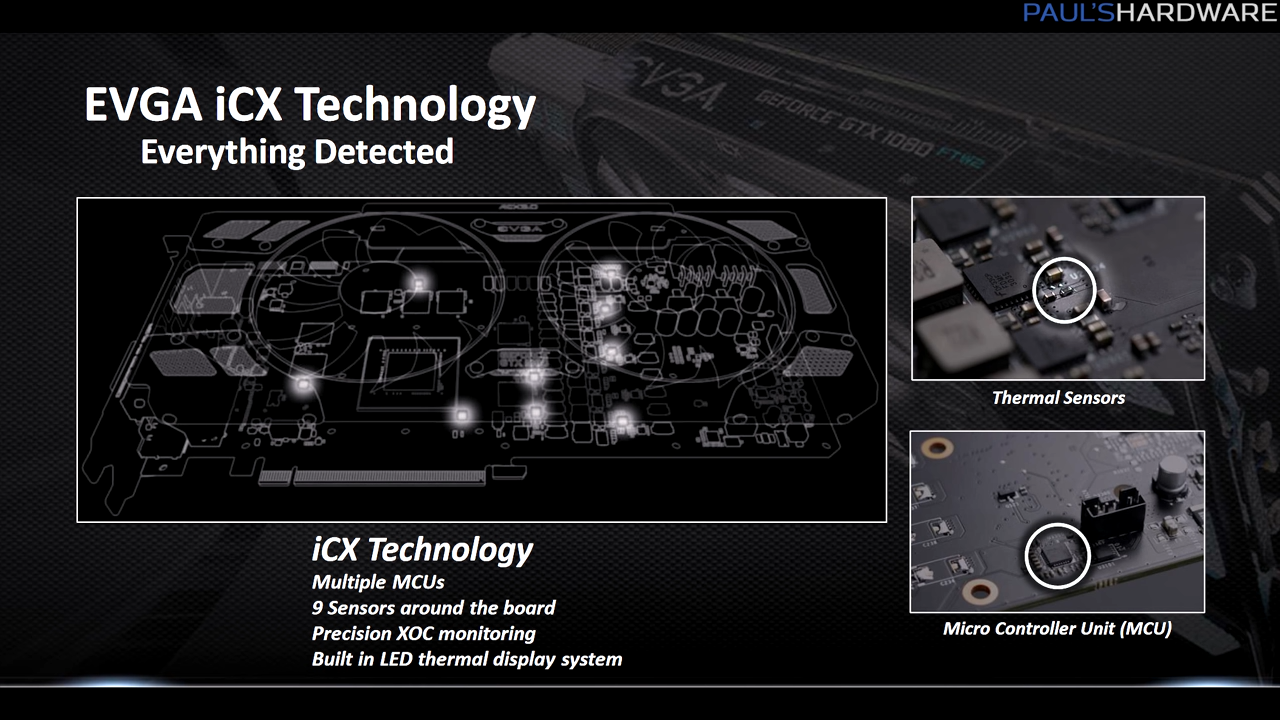 PAUL'SHARDWARE
EVGA iCX Technology
Everything Detected
EVGA
GEFORCE GTX 1080 FTW2
EVGA
Thermal Sensors
iCX Technology
Multiple MCUs
9 Sensors around the board
Precision XOC monitoring
Built in LED thermal display system
Micro Controller Unit (MCU)